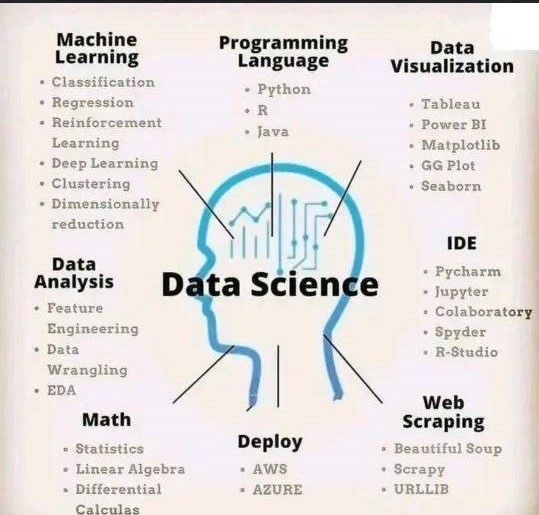 Machine
Learning
• Classification
• Regression
• Reinforcement
Learning
• Deep Learning
• Clustering
• Dimensionally
reduction
Programming
Language
• Python
• R
• Java
Data
Visualization
• Tableau
• Power BI
• Matplotlib
• GG Plot
• Seaborn
Data
Analysis
• Feature
Engineering
• Data
Wrangling
• EDA
Data Science
IDE
• Pycharm
• Jupyter
• Colaboratory
• Spyder
• R-Studio
Math
• Statistics
• Linear Algebra
• Differential
Calculas
Deploy
• AWS
• AZURE
Web
Scraping
• Beautiful Soup
• Scrapy
• URLLIB